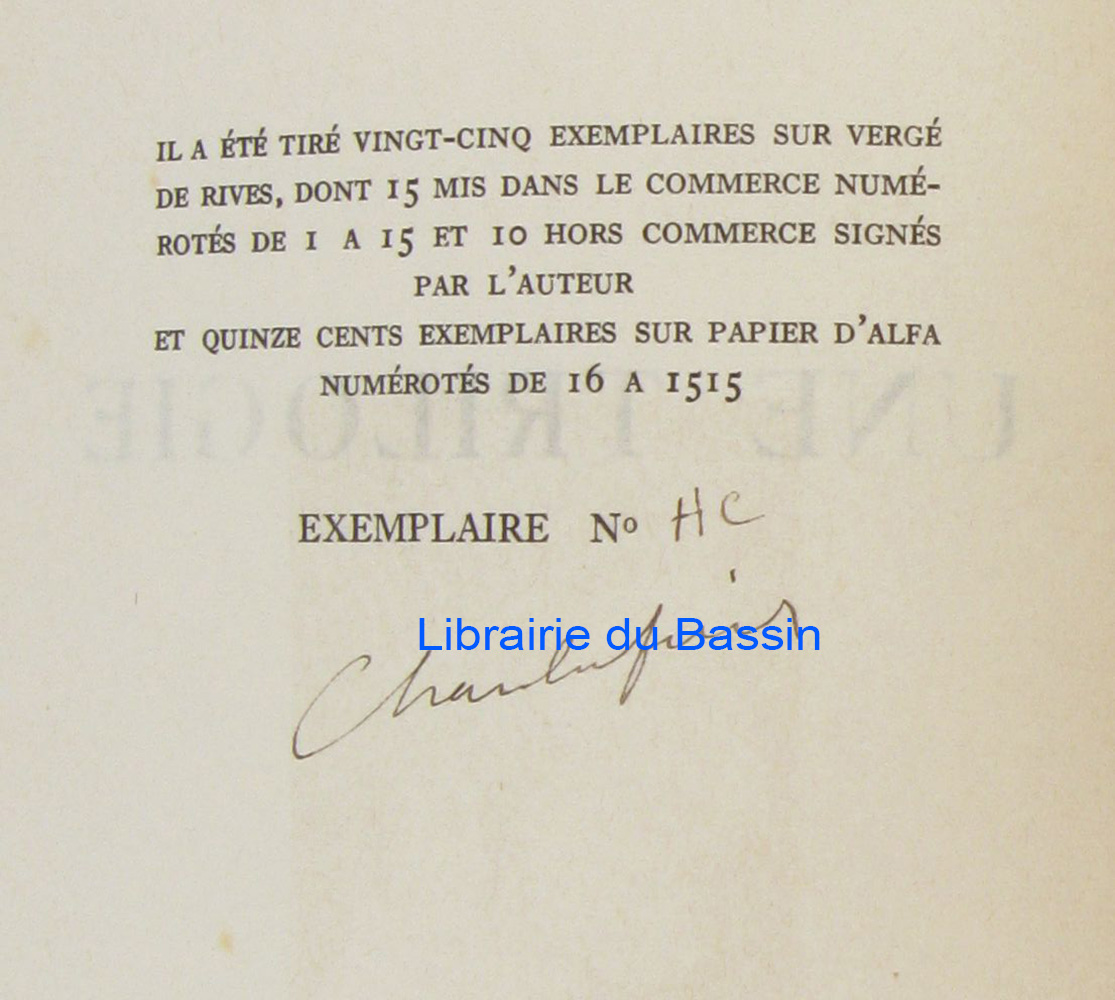 IL A ÉTÉ TIRÉ VINGT-CINQ EXEMPLAIRES SUR VERGÉ
DE RIVES, DONT 15 MIS DANS LE COMMERCE NUMÉ-
ROTÉS DE 1 A 15 ET 10 HORS COMMERCE SIGNÉS
PAR L'AUTEUR
ET QUINZE CENTS EXEMPLAIRES SUR PAPIER D'ALFA
NUMÉROTÉS DE 16 A 1515
UNE TRILOGIE
EXEMPLAIRE Nº HC
Librairie du Bassin